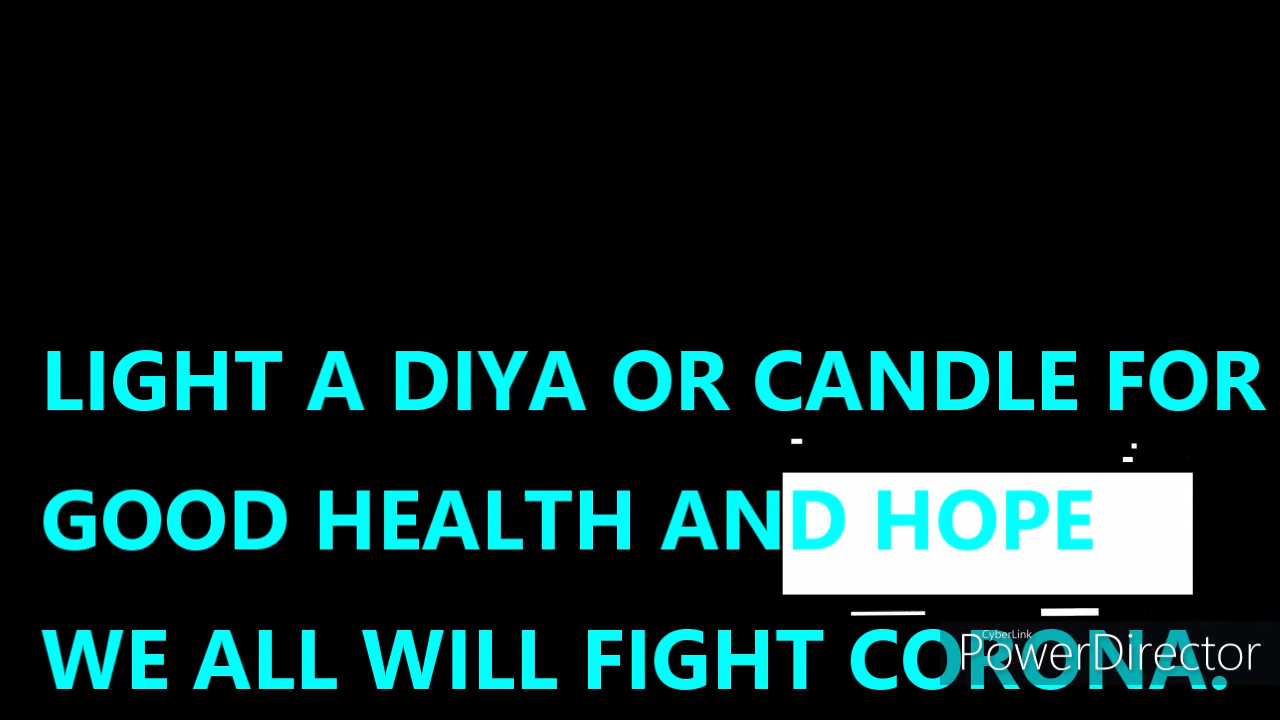 LIGHT A DIYA OR CANDLE FOR
GOOD HEALTH AND HOPE
WE ALL WILL FIGHT CORONA.
CyberLink
PowerDirector